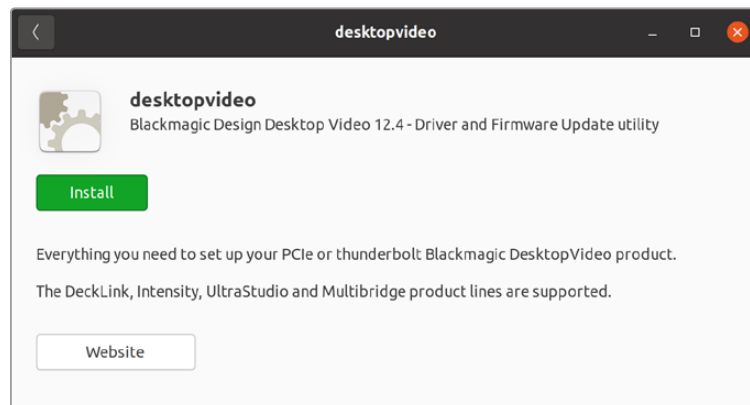 desktopvideo
desktopvideo
Blackmagic Design Desktop Video 12.4 - Driver and Firmware Update utility
Install
Everything you need to set up your PCIe or thunderbolt Blackmagic DesktopVideo product.
The DeckLink, Intensity, UltraStudio and Multibridge product lines are supported.
Website